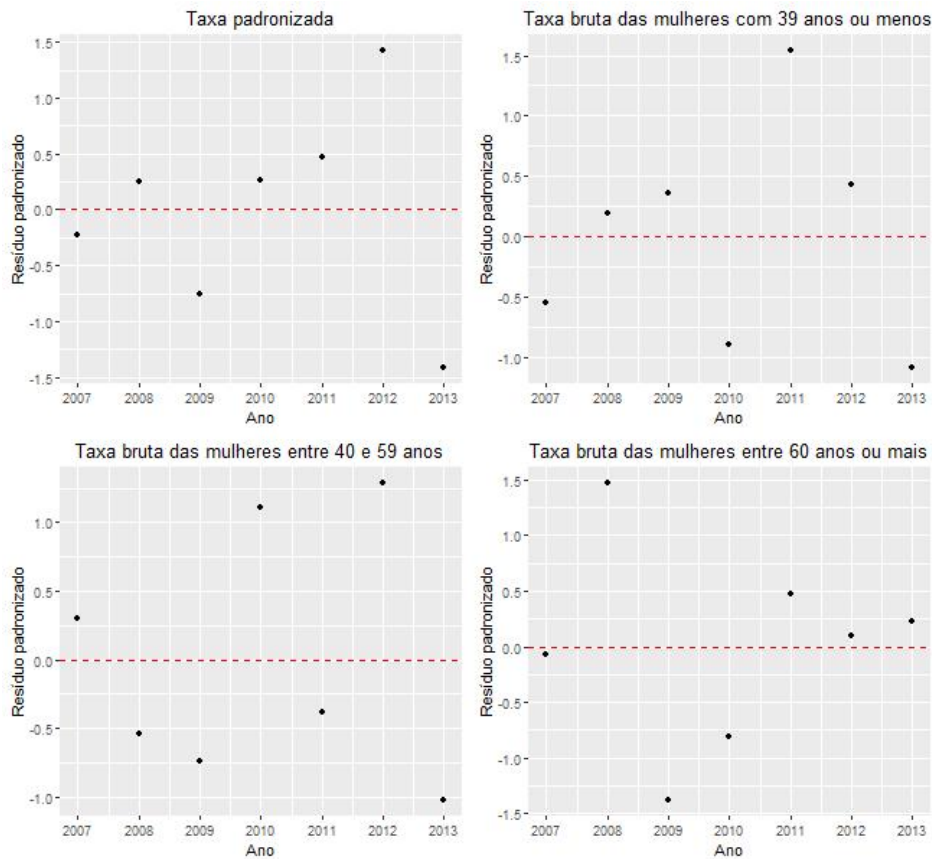 Taxa padronizada
Resíduo padronizado
1.5
1.0
0.5
0.0
-0.5
-1.0
-1.5
2007 2008 2009 2010 2011 2012 2013
Ano
Taxa bruta das mulheres com 39 anos ou menos
Resíduo padronizado
1.5
1.0
0.5
0.0
-0.5
-1.0
2007 2008 2009 2010 2011 2012 2013
Ano
Taxa bruta das mulheres entre 40 e 59 anos
Resíduo padronizado
1.0
0.5
0.0
-0.5
-1.0
2007 2008 2009 2010 2011 2012 2013
Ano
Taxa bruta das mulheres entre 60 anos ou mais
Resíduo padronizado
1.5
1.0
0.5
0.0
-0.5
-1.0
-1.5
2007 2008 2009 2010 2011 2012 2013
Ano